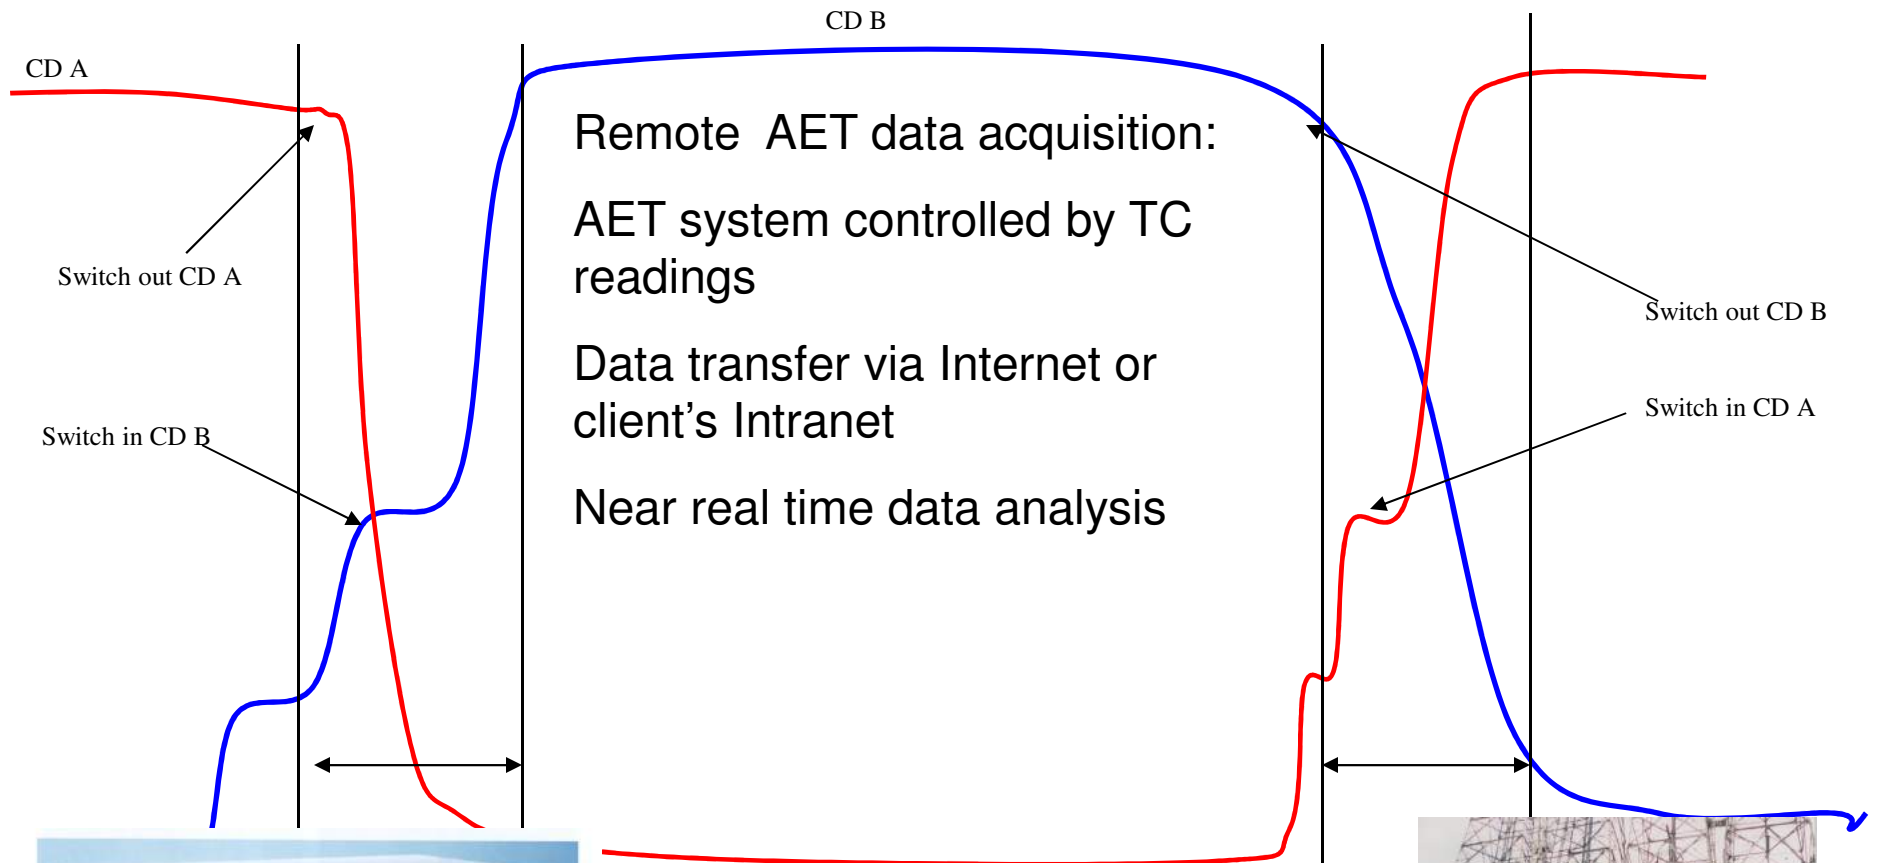 CD B
CD A
Remote  AET data acquisition:
AET system controlled by TC
readings
Switch out CD A
Switch out CD B
Data transfer via Internet or
client’s Intranet
Switch in CD A
Switch in CD B
Near real time data analysis